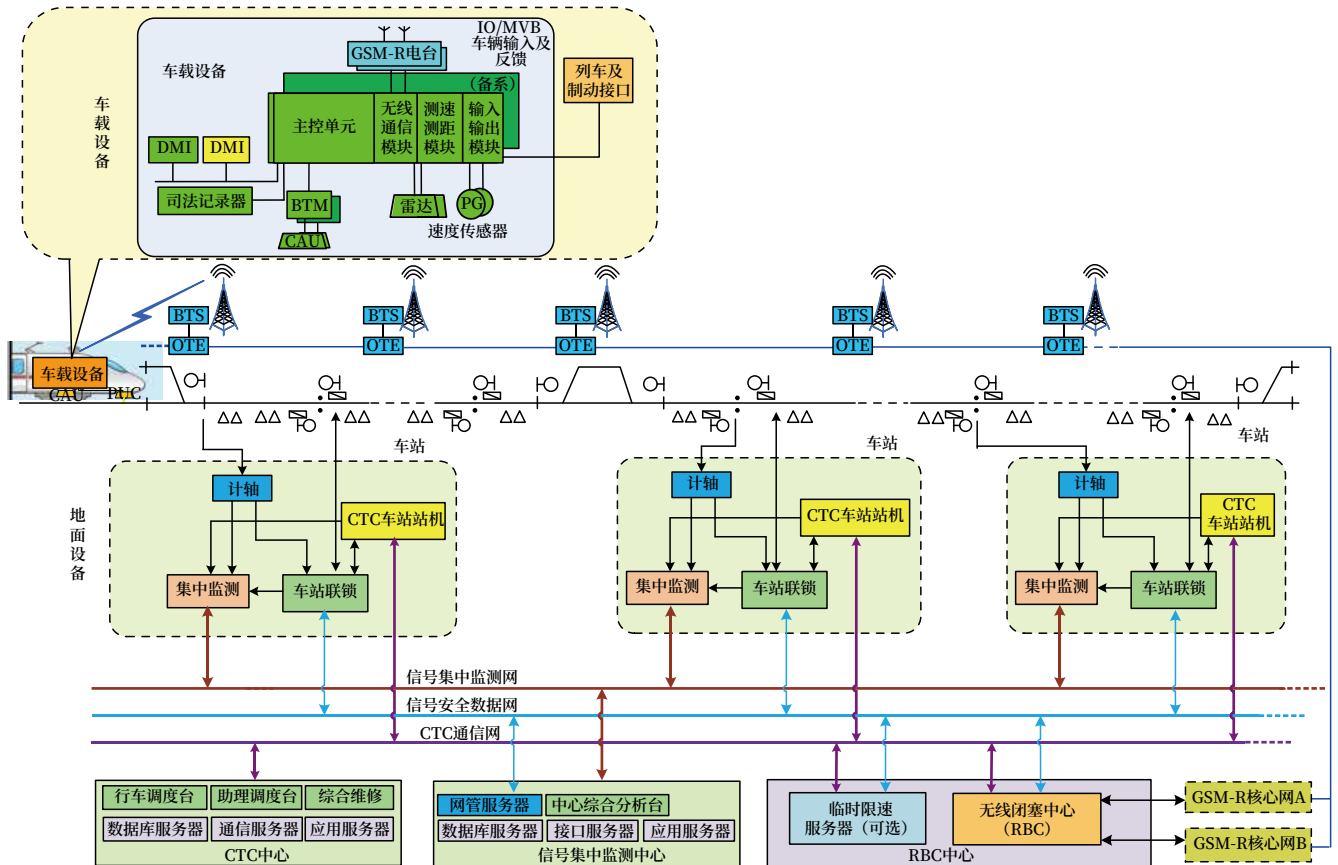 IO/MVB
车辆输入及
反馈
GSM-R电台
车载设备
列车及
制动接口
（备系）
车载设备
主控单元
无线
通信
模块
测速
测距
模块
输入
输出
模块
DMI
DMI
司法记录器
BTM
雷达
PG
速度传感器
CAU
BTS
BTS
BTS
BTS
BTS
OTE
OTE
OTE
OTE
OTE
车载设备
CAU
车站
车站
车站
地面设备
计轴
计轴
计轴
CTC车站站机
CTC车站站机
CTC
车站站机
集中监测
车站联锁
集中监测
车站联锁
集中监测
车站联锁
信号集中监测网
信号安全数据网
CTC通信网
行车调度台
助理调度台
综合维修
数据库服务器
通信服务器
应用服务器
CTC中心
网管服务器
中心综合分析台
数据库服务器
接口服务器
应用服务器
信号集中监测中心
临时限速
服务器（可选）
无线闭塞中心
（RBC）
RBC中心
GSM-R核心网A
GSM-R核心网B